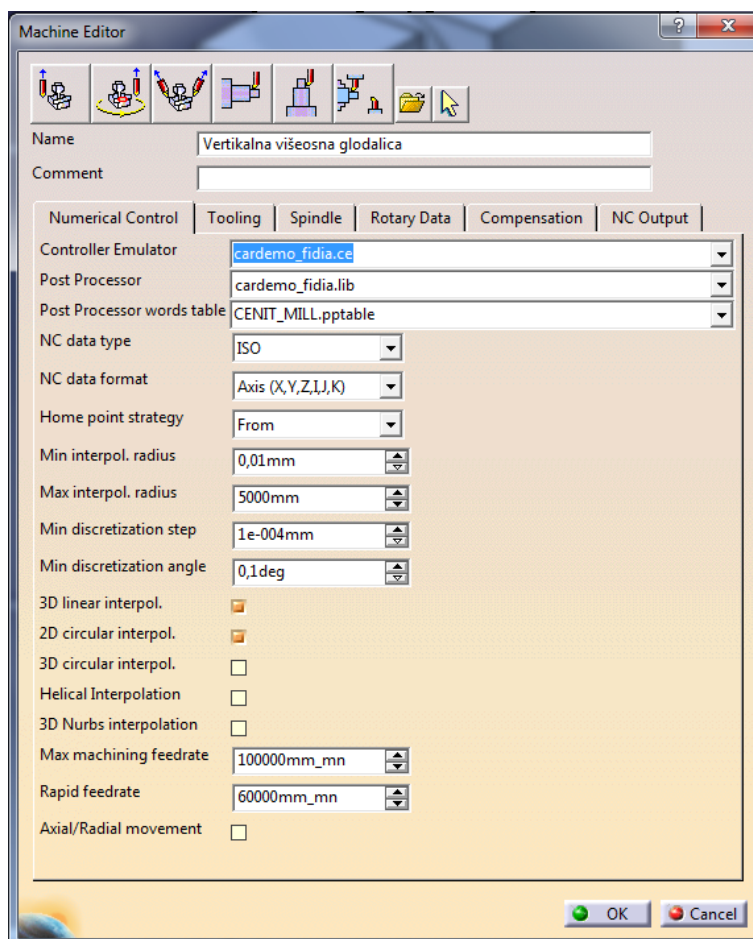 Machine Editor
Name Vertikalna višeosna glodalica
Comment
Numerical Control Tooling Spindle Rotary Data Compensation NC Output
Controller Emulator cardemo_fidia.ce
Post Processor cardemo_fidia.lib
Post Processor words table CENIT_MILL.pptable
NC data type ISO
NC data format Axis (X,Y,Z,I,J,K)
Home point strategy From
Min interpol. radius 0,01mm
Max interpol. radius 5000mm
Min discretization step 1e-004mm
Min discretization angle 0,1deg
3D linear interpol.
2D circular interpol.
3D circular interpol.
Helical Interpolation
3D Nurbs interpolation
Max machining feedrate 100000mm_mn
Rapid feedrate 60000mm_mn
Axial/Radial movement
OK Cancel